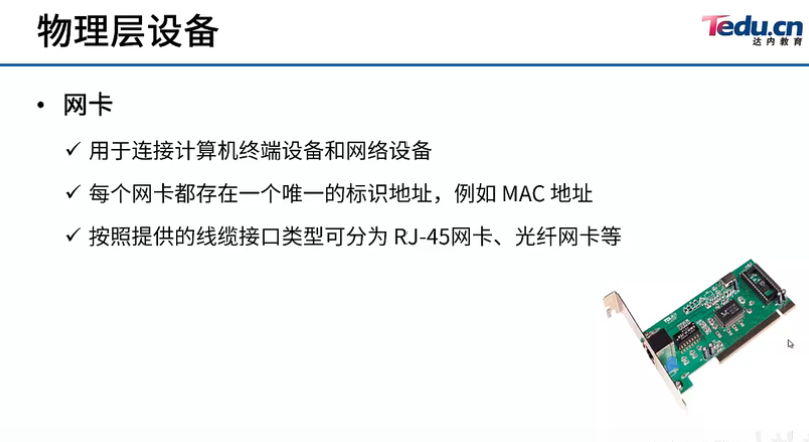 物理层设备
Tedu.cn
达内教育
• 网卡
✓ 用于连接计算机终端设备和网络设备
✓ 每个网卡都存在一个唯一的标识地址，例如 MAC 地址
✓ 按照提供的线缆接口类型可分为 RJ-45网卡、光纤网卡等